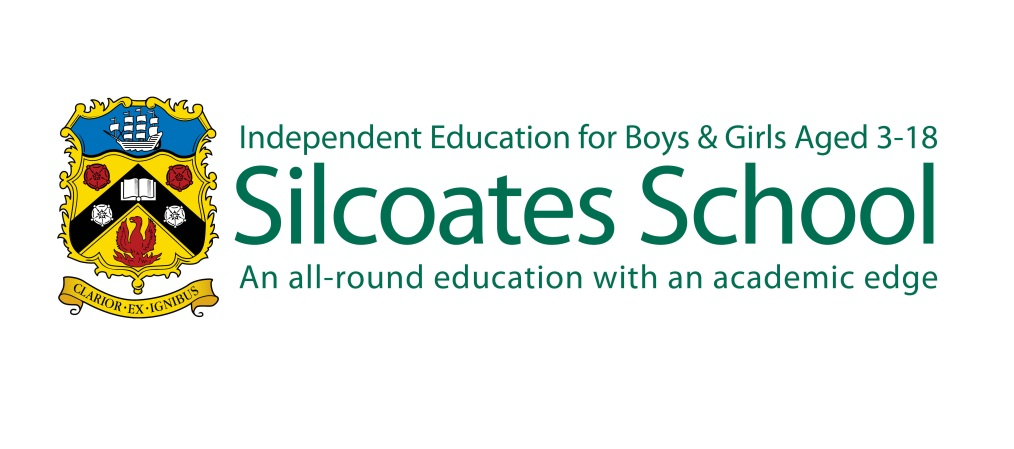 Independent Education for Boys & Girls Aged 3-18
Silcoates School
An all-round education with an academic edge
CLARIOR·EX·IGNIBUS